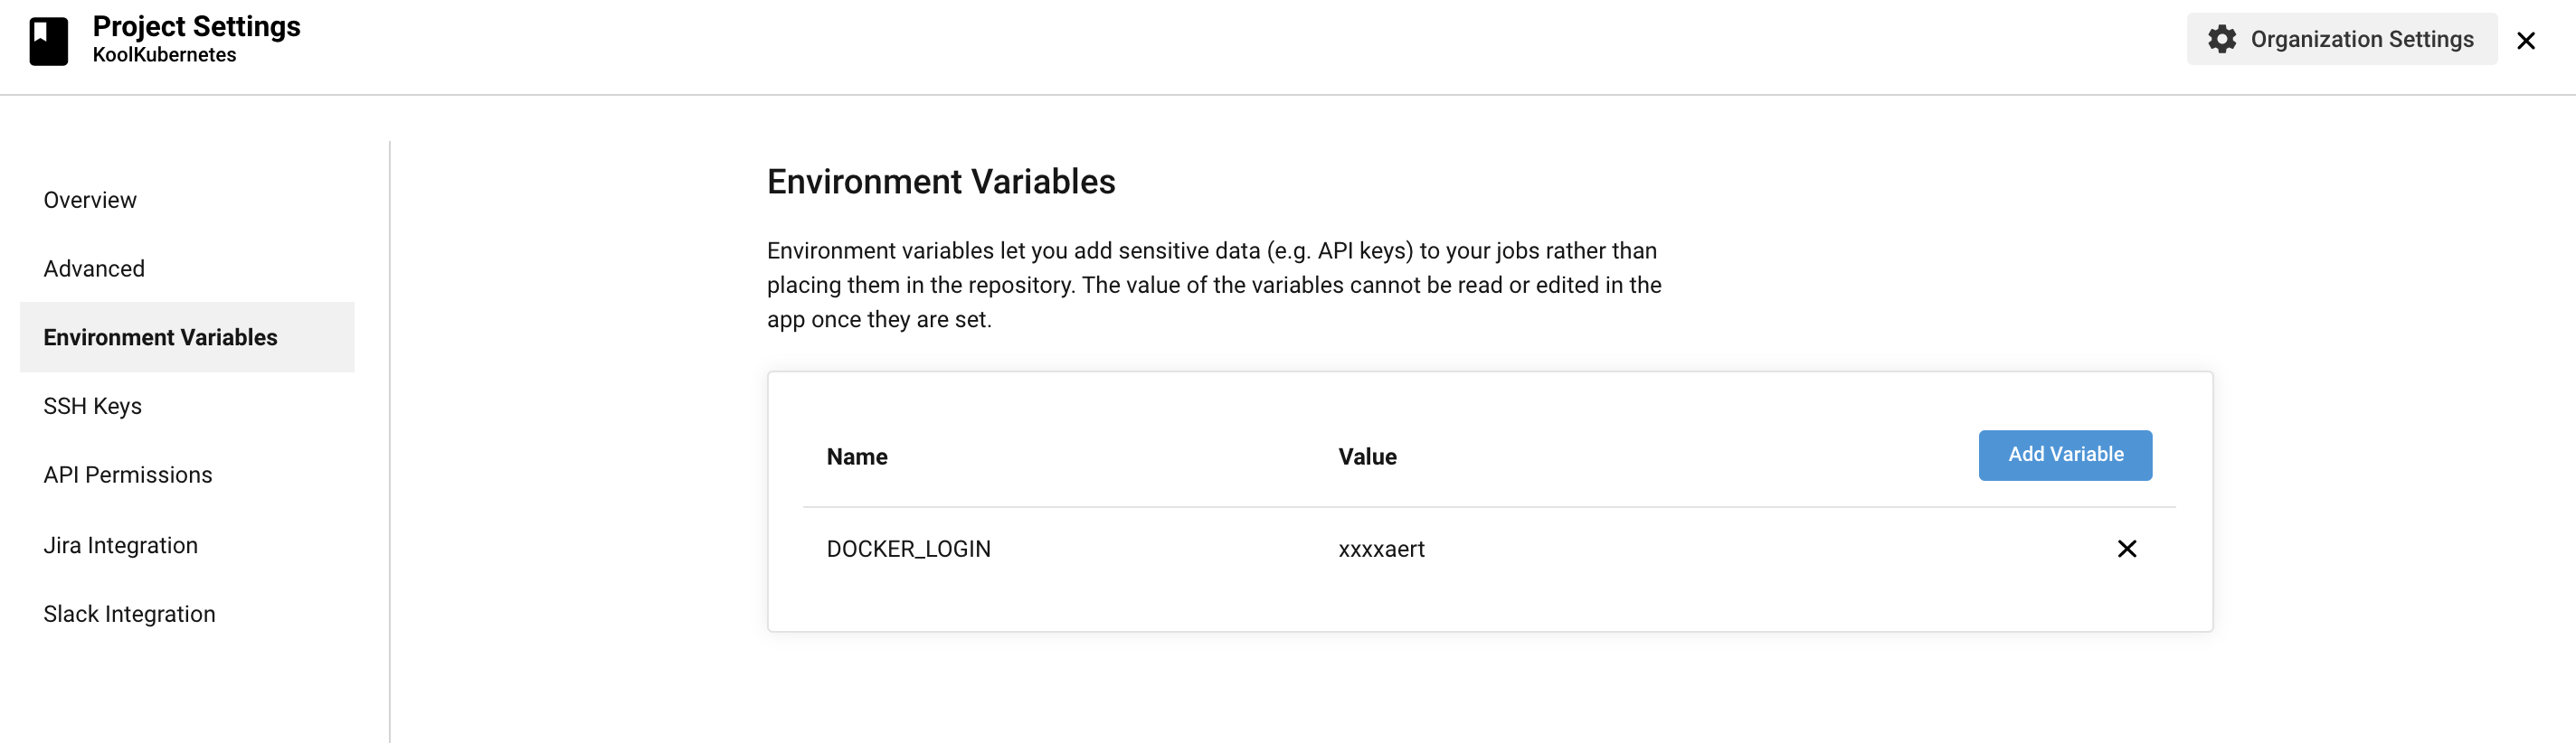 Project Settings
KoolKubernetes
Organization Settings
Overview
Advanced
Environment Variables
SSH Keys
API Permissions
Jira Integration
Slack Integration
Environment Variables
Environment variables let you add sensitive data (e.g. API keys) to your jobs rather than
placing them in the repository. The value of the variables cannot be read or edited in the
app once they are set.
Name Value Add Variable
DOCKER_LOGIN xxxxaert